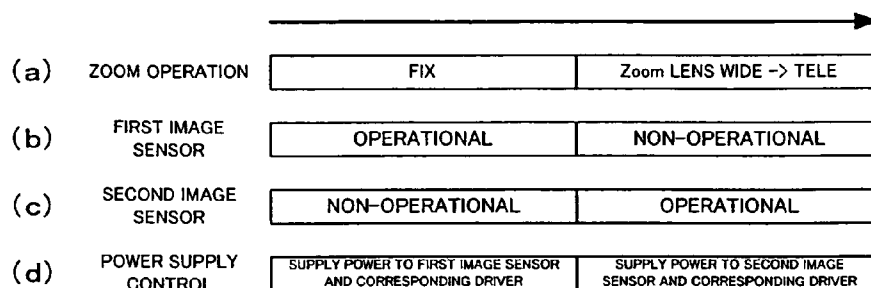 (a) ZOOM OPERATION FIX Zoom LENS WIDE -> TELE
(b) FIRST IMAGE SENSOR OPERATIONAL NON-OPERATIONAL
(c) SECOND IMAGE SENSOR NON-OPERATIONAL OPERATIONAL
(d) POWER SUPPLY CONTROL SUPPLY POWER TO FIRST IMAGE SENSOR AND CORRESPONDING DRIVER SUPPLY POWER TO SECOND IMAGE SENSOR AND CORRESPONDING DRIVER